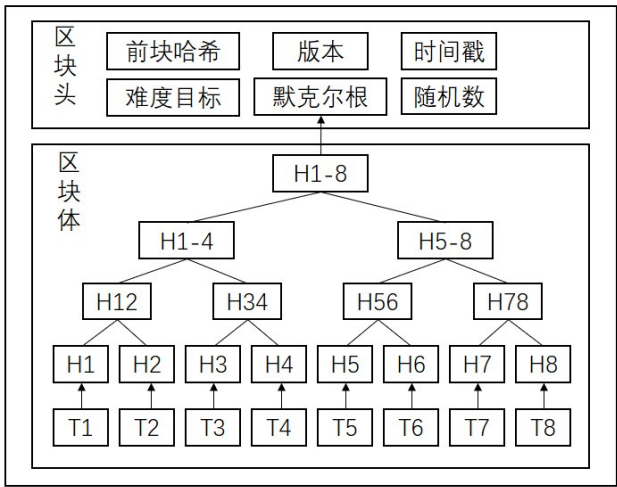 区块头
前块哈希 版本 时间戳
难度目标 默克尔根 随机数
区块体
H1-8
H1-4 H5-8
H12 H34 H56 H78
H1 H2 H3 H4 H5 H6 H7 H8
T1 T2 T3 T4 T5 T6 T7 T8